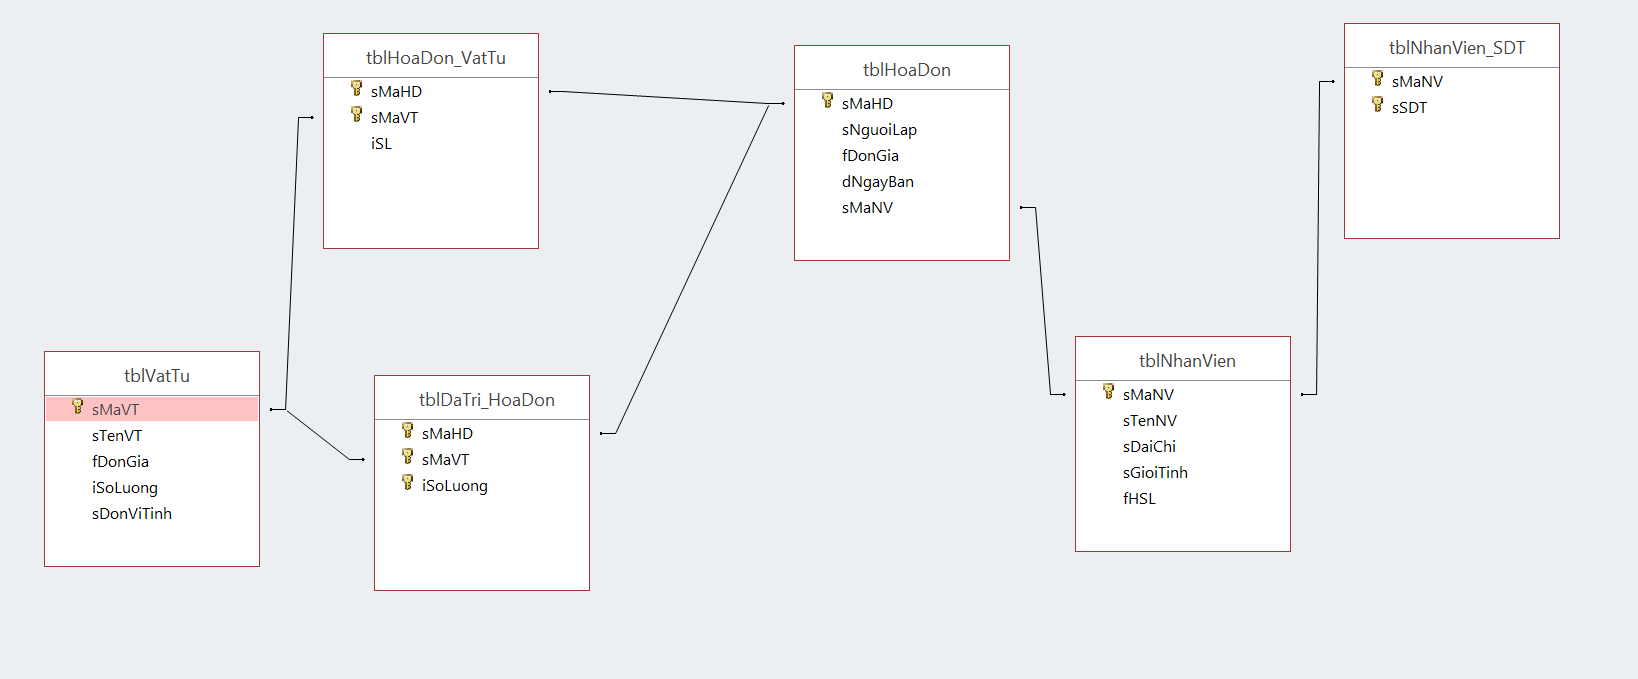 tblHoaDon_VatTu
sMaHD
sMaVT
iSL
tblHoaDon
sMaHD
sNguoiLap
fDonGia
dNgayBan
sMaNV
tblNhanVien_SDT
sMaNV
sSDT
tblVatTu
sMaVT
sTenVT
fDonGia
iSoLuong
sDonViTinh
tblDaTri_HoaDon
sMaHD
sMaVT
iSoLuong
tblNhanVien
sMaNV
sTenNV
sDaiChi
sGioiTinh
fHSL